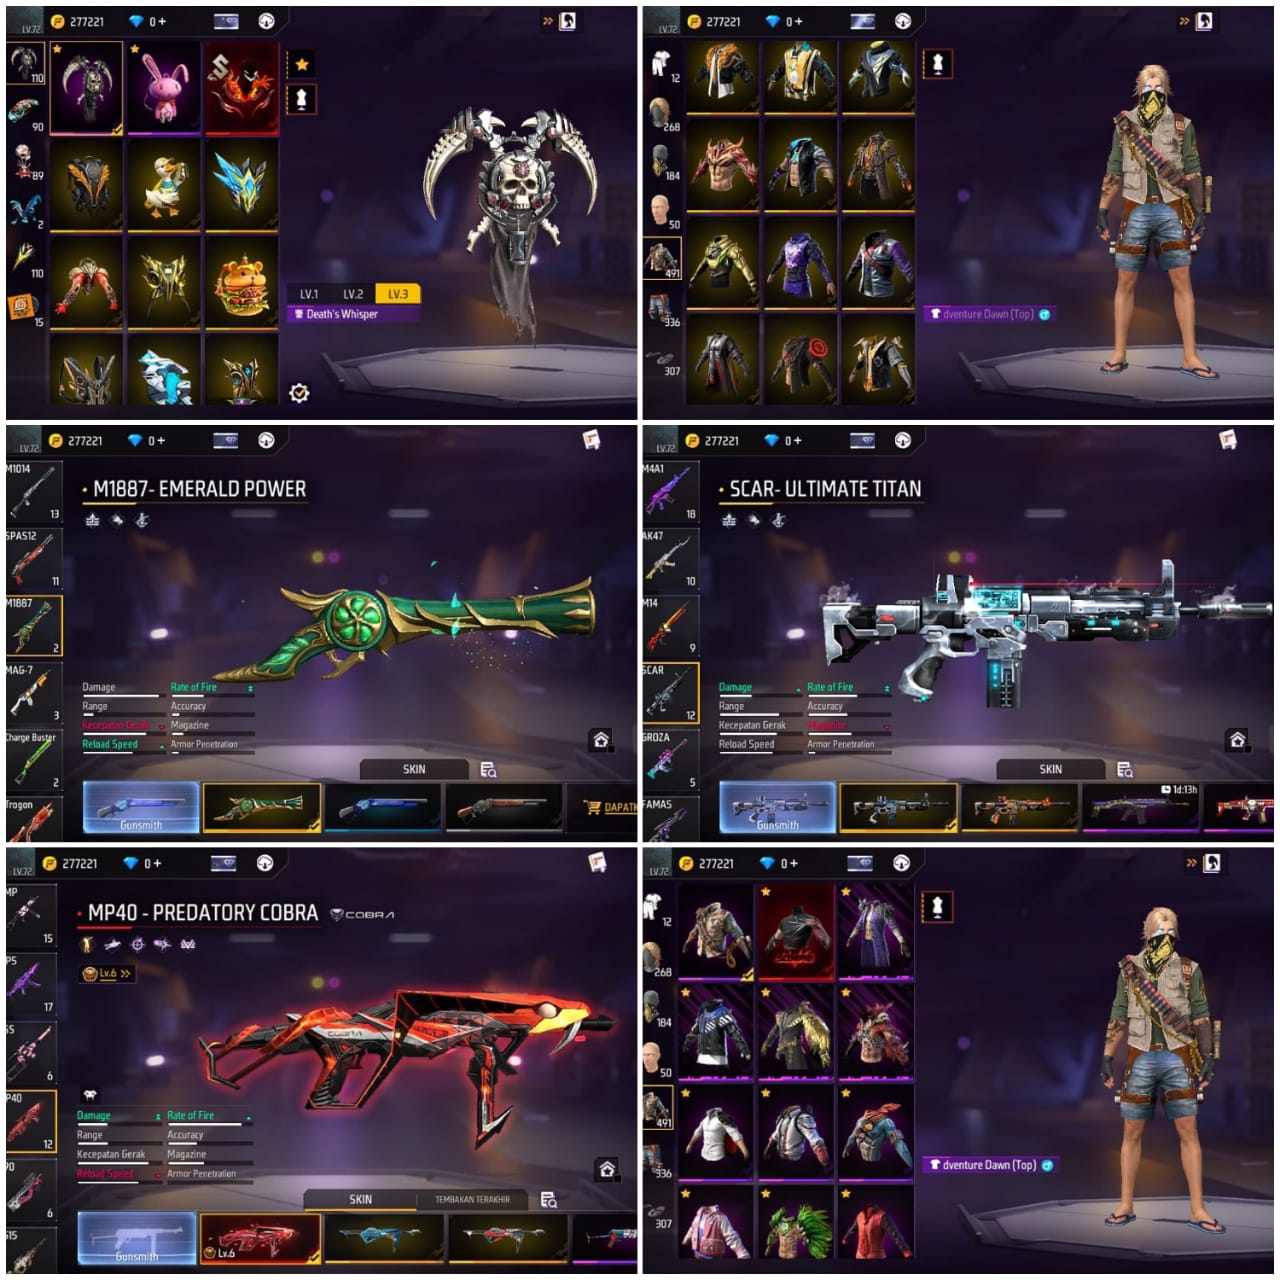 LV.72
277221
0+
110
90
89
2
110
15
LV.1
LV.2
LV.3
Death's Whisper
LV.72
277221
0+
12
268
184
50
491
336
307
dventure Dawn (Top)
LV.72
277221
0+
M1014
13
SPAS12
11
M1887
2
MAG-7
3
Charge Buster
2
Trogon
M1887- EMERALD POWER
Damage
Rate of Fire
Range
Accuracy
Kecepatan Gerak
Magazine
Reload Speed
Armor Penetration
SKIN
Gunsmith
DAPATK
LV.72
277221
0+
M4A1
18
AK47
10
M14
9
SCAR
12
GROZA
5
FAMAS
SCAR- ULTIMATE TITAN
Damage
Rate of Fire
Range
Accuracy
Kecepatan Gerak
Magazine
Reload Speed
Armor Penetration
SKIN
Gunsmith
1d:13h
LV.72
277221
0+
MP
15
17
6
P40
12
6
MP40 - PREDATORY COBRA
COBRA
Lv.6
COBRA
Damage
Rate of Fire
Range
Accuracy
Kecepatan Gerak
Magazine
Reload Speed
Armor Penetration
SKIN
TEMBAKAN TERAKHIR
Gunsmith
Lv.6
LV.72
277221
0+
12
268
184
50
491
336
307
dventure Dawn (Top)